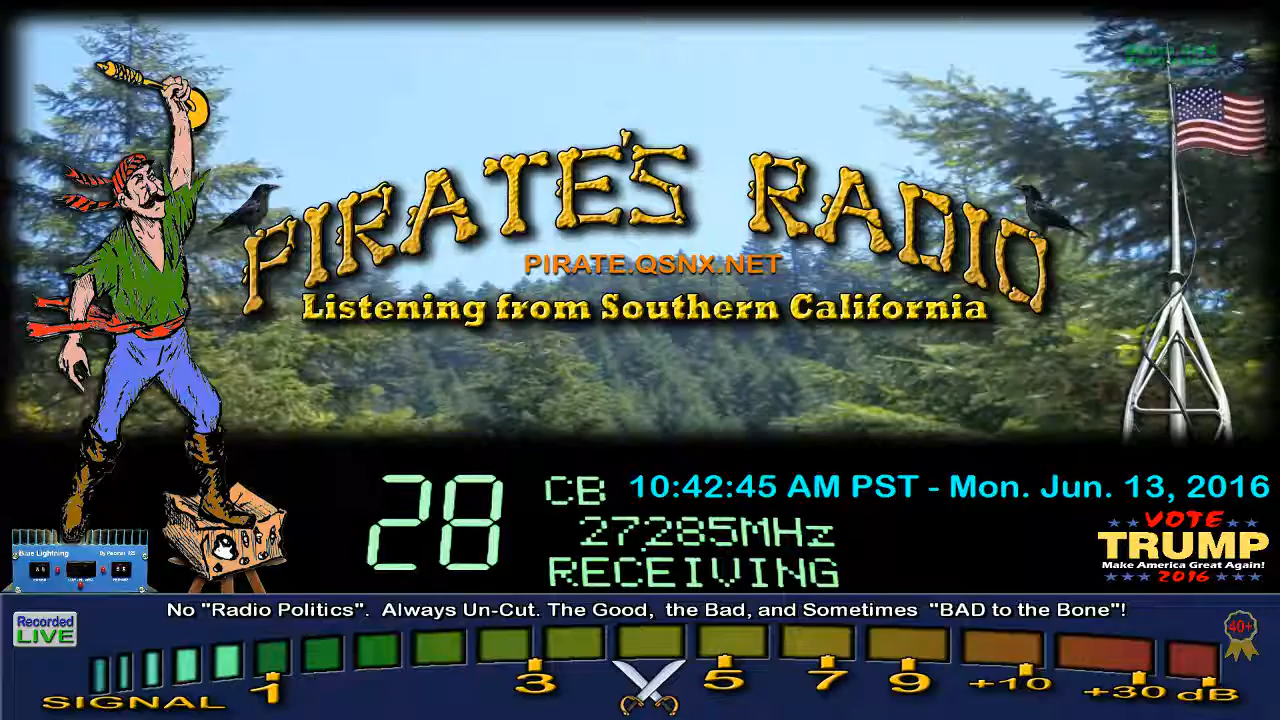 PIRATE'S RADIO
PIRATE.QSNX.NET
Listening from Southern California
28
CB
10:42:45 AM PST - Mon. Jun. 13, 2016
27.285MHz
RECEIVING
VOTE
TRUMP
Make America Great Again!
2016
Blue Lightning
No "Radio Politics". Always Un-Cut. The Good, the Bad, and Sometimes "BAD to the Bone"!
Recorded
LIVE
40+
SIGNAL 1 3 5 7 9 +10 +30 dB